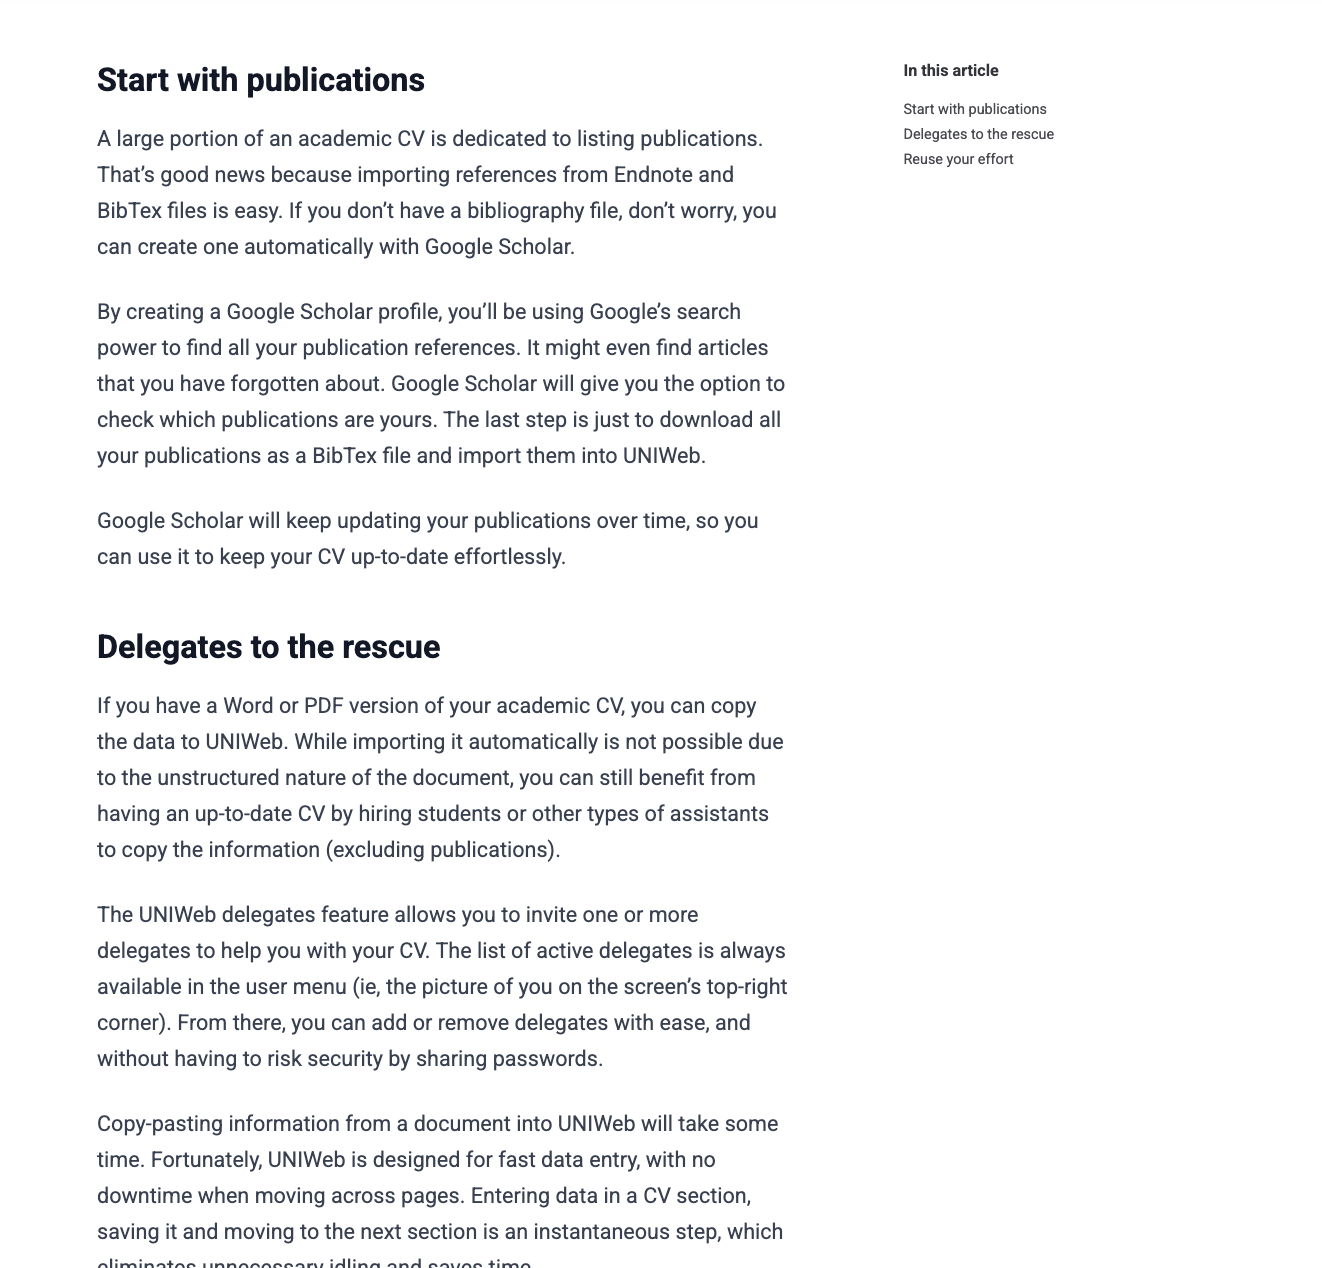 Start with publications
A large portion of an academic CV is dedicated to listing publications.
That’s good news because importing references from Endnote and
BibTex files is easy. If you don’t have a bibliography file, don’t worry, you
can create one automatically with Google Scholar.
By creating a Google Scholar profile, you’ll be using Google’s search
power to find all your publication references. It might even find articles
that you have forgotten about. Google Scholar will give you the option to
check which publications are yours. The last step is just to download all
your publications as a BibTex file and import them into UNIWeb.
Google Scholar will keep updating your publications over time, so you
can use it to keep your CV up-to-date effortlessly.
Delegates to the rescue
If you have a Word or PDF version of your academic CV, you can copy
the data to UNIWeb. While importing it automatically is not possible due
to the unstructured nature of the document, you can still benefit from
having an up-to-date CV by hiring students or other types of assistants
to copy the information (excluding publications).
The UNIWeb delegates feature allows you to invite one or more
delegates to help you with your CV. The list of active delegates is always
available in the user menu (ie, the picture of you on the screen’s top-right
corner). From there, you can add or remove delegates with ease, and
without having to risk security by sharing passwords.
Copy-pasting information from a document into UNIWeb will take some
time. Fortunately, UNIWeb is designed for fast data entry, with no
downtime when moving across pages. Entering data in a CV section,
saving it and moving to the next section is an instantaneous step, which
eliminates unnecessary idling and saves time.
In this article
Start with publications
Delegates to the rescue
Reuse your effort